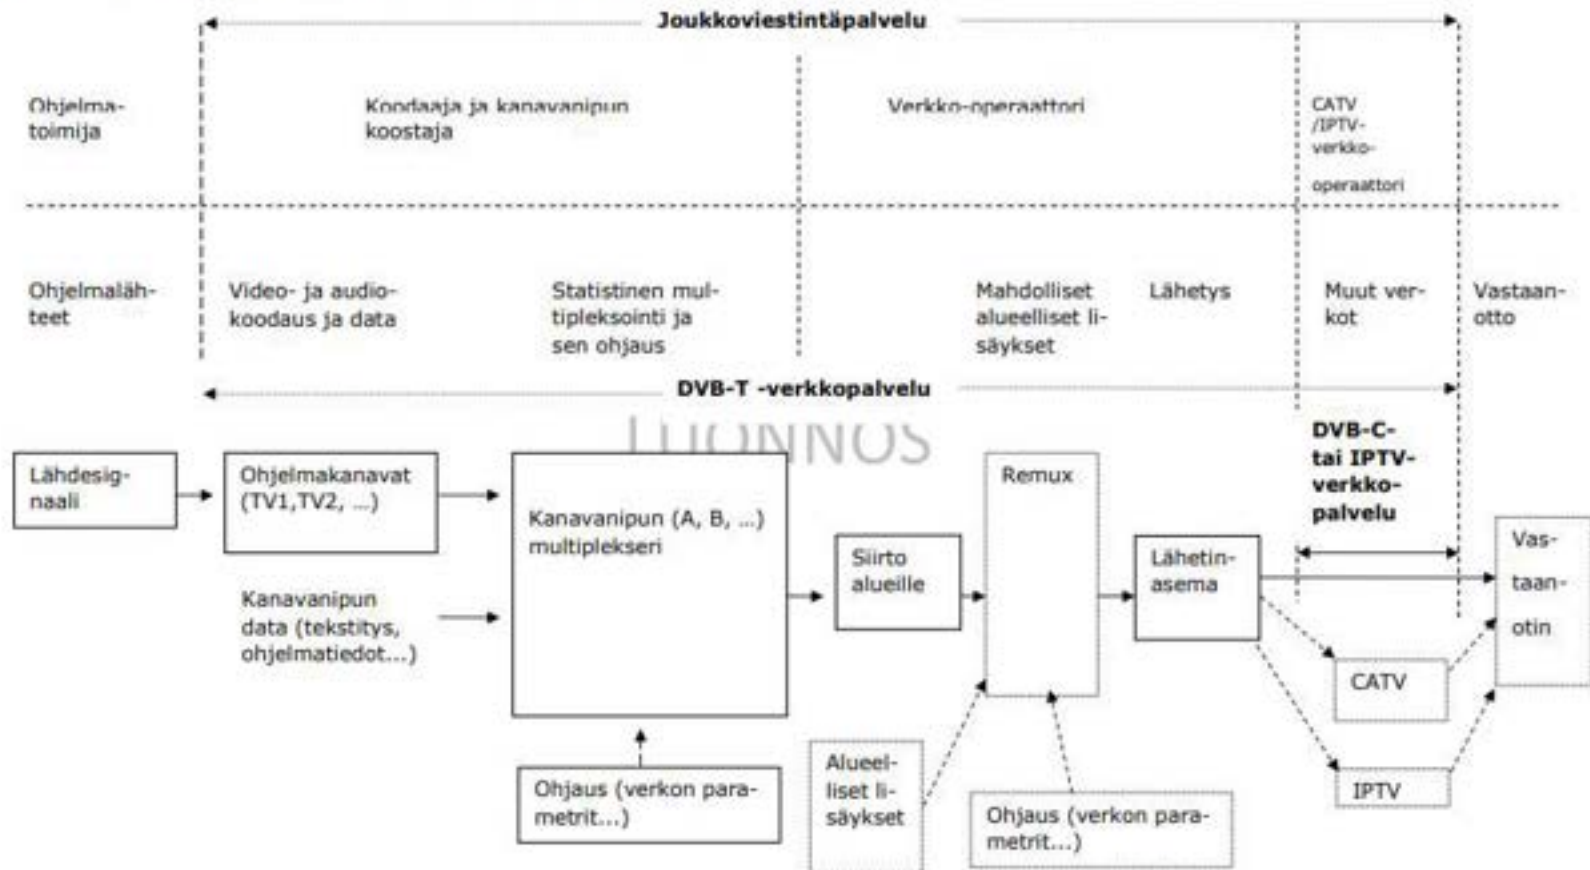 Joukkoviestintäpalvelu
Ohjelma-
toimija
Koodaaja ja kanavanipun
koostaja
Verkko-operaattori
CATV
/IPTV-
verkko-
operaattori
Ohjelmaläh-
teet
Video- ja audio-
koodaus ja data
Statistinen mul-
tipleksointi ja
sen ohjaus
Mahdolliset
alueelliset li-
säykset
Lähetys
Muut ver-
kot
Vastaan-
otto
DVB-T -verkkopalvelu
LUONNOS
DVB-C-
tai IPTV-
verkko-
palvelu
Lähdesig-
naali
Ohjelmakanavat
(TV1,TV2, ...)
Kanavanipun
data (tekstitys,
ohjelmatiedot...)
Kanavanipun (A, B, ...)
multiplekseri
Ohjaus (verkon para-
metrit...)
Siirto
alueille
Remux
Alueel-
liset li-
säykset
Ohjaus (verkon para-
metrit...)
Lähetin-
asema
CATV
IPTV
Vas-
taan-
otin